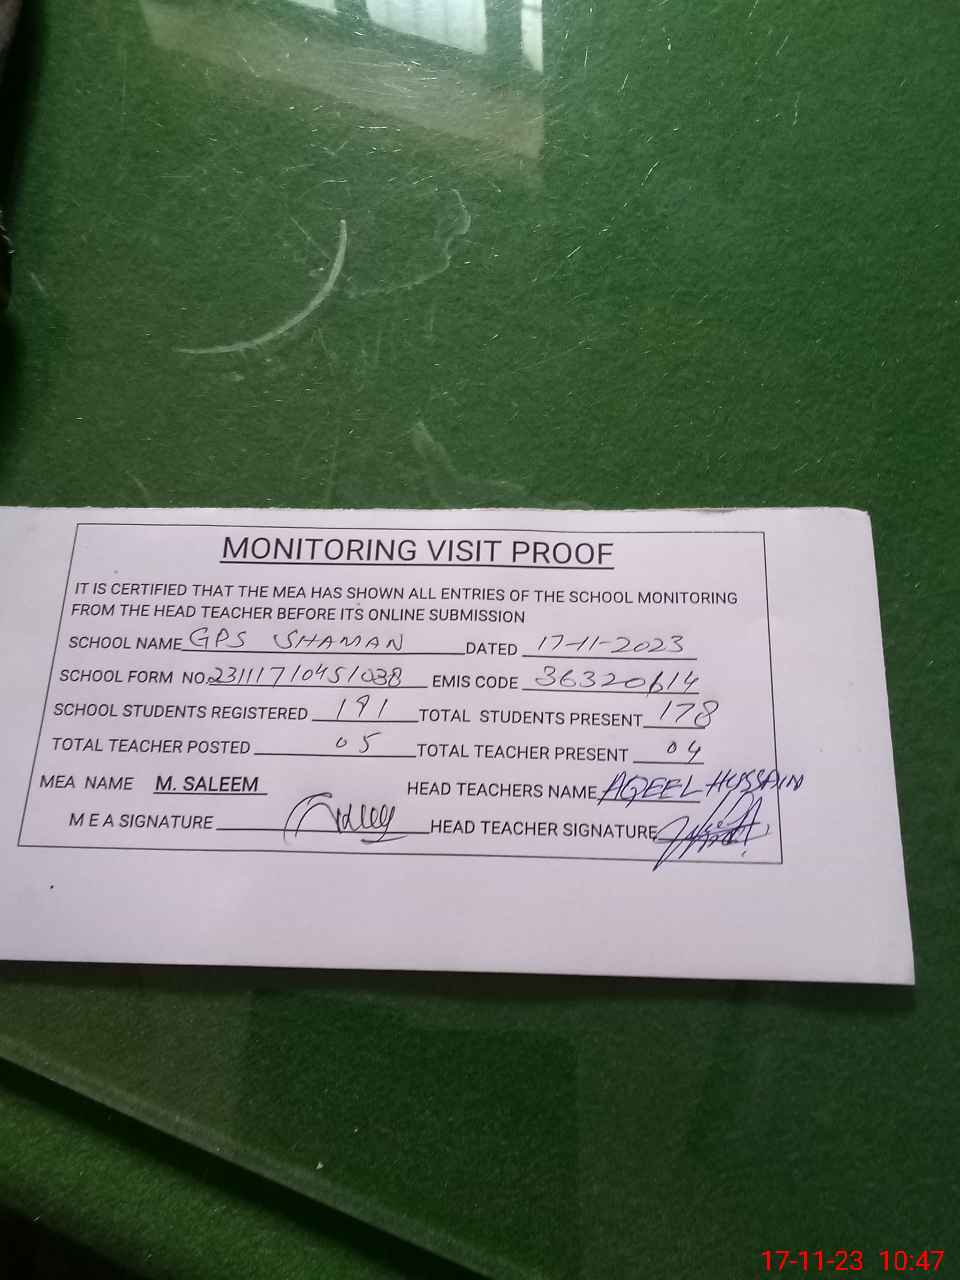 MONITORING VISIT PROOF
IT IS CERTIFIED THAT THE MEA HAS SHOWN ALL ENTRIES OF THE SCHOOL MONITORING
FROM THE HEAD TEACHER BEFORE ITS ONLINE SUBMISSION
SCHOOL NAME GPS SHAMAN DATED 17-11-2023
SCHOOL FORM NO. 231117/0451038 EMIS CODE 36320614
SCHOOL STUDENTS REGISTERED 191 TOTAL STUDENTS PRESENT 178
TOTAL TEACHER POSTED 05 TOTAL TEACHER PRESENT 04
MEA NAME M. SALEEM HEAD TEACHERS NAME AQEEL HUSSAIN
M E A SIGNATURE HEAD TEACHER SIGNATURE
17-11-23 10:47